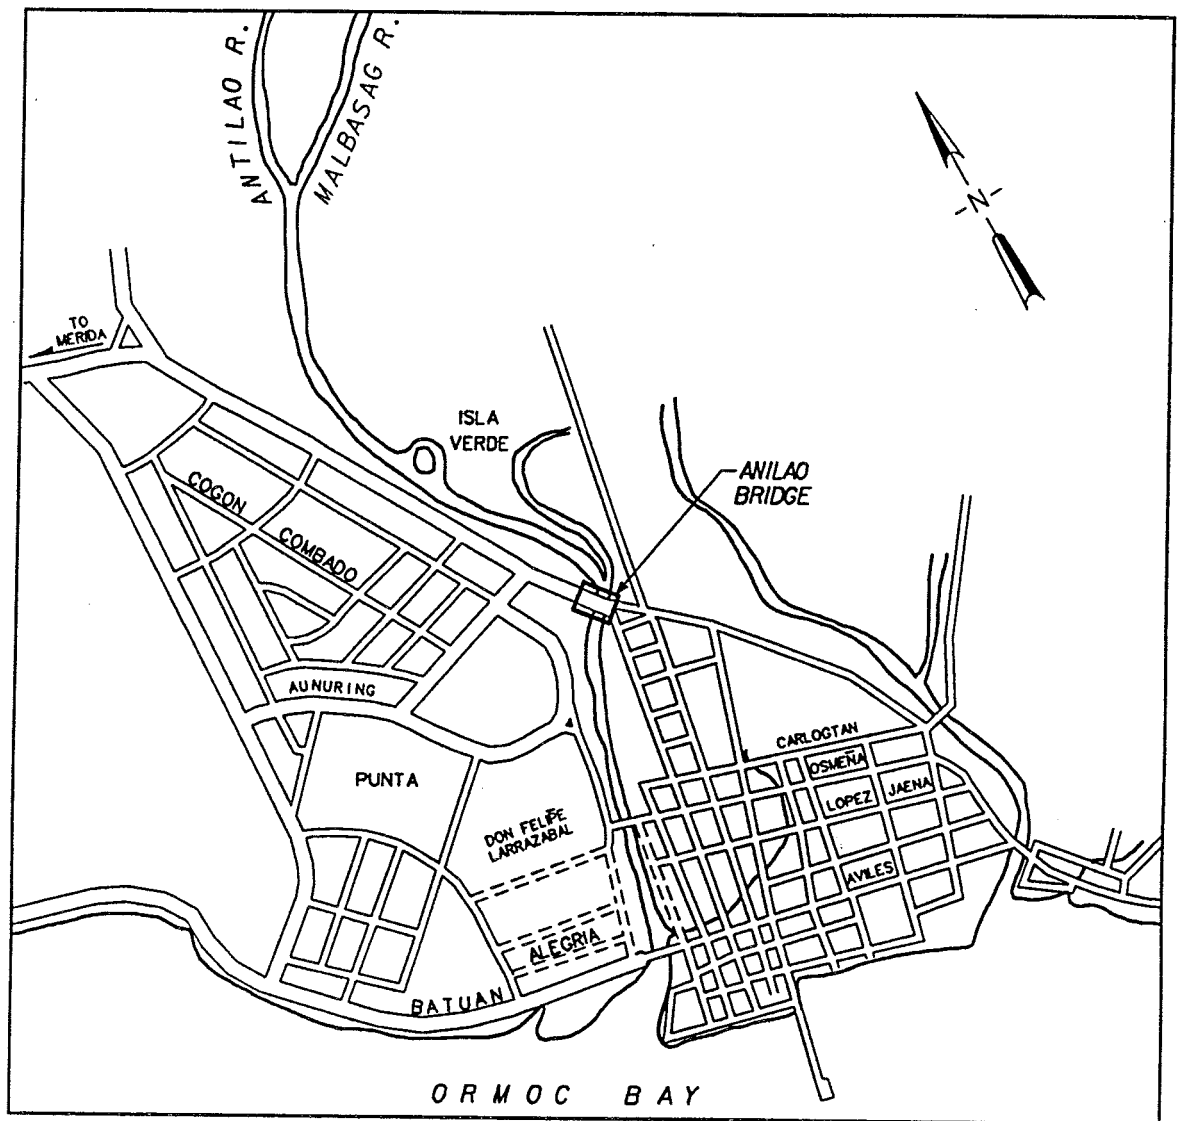 ANTILAO R.
MALBASAG R.
N
TO
MERIDA
ISLA
VERDE
ANILAO
BRIDGE
COGON
COMBADO
AUNURING
CARLOGTAN
OSMEÑA
PUNTA
LOPEZ
JAENA
DON FELIPE
LARRAZABAL
AVILES
ALEGRIA
BATUAN
ORMOC BAY